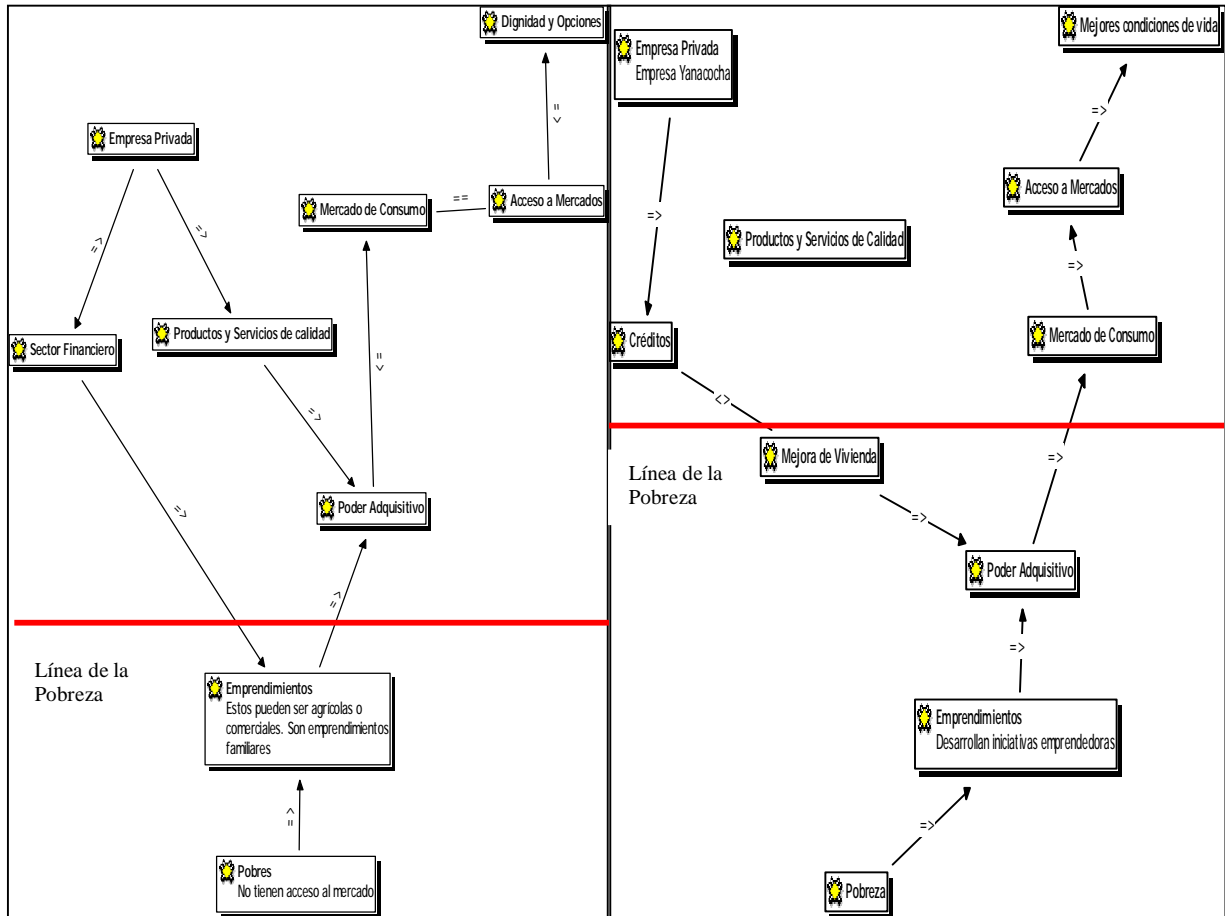 Dignidad y Opciones
<=
Empresa Privada
Mercado de Consumo
==
Acceso a Mercados
=>
=>
Sector Financiero
Productos y Servicios de calidad
<=
=>
=>
Poder Adquisitivo
=>
Línea de la
Pobreza
Emprendimientos
Estos pueden ser agrícolas o
comerciales. Son emprendimientos
familiares
=>
Pobres
No tienen acceso al mercado
Mejores condiciones de vida
Empresa Privada
Empresa Yanacocha
=>
Acceso a Mercados
=>
Productos y Servicios de Calidad
=>
Créditos
Mercado de Consumo
<>
Línea de la
Pobreza
Mejora de Vivienda
=>
=>
Poder Adquisitivo
=>
Emprendimientos
Desarrollan iniciativas emprendedoras
=>
Pobreza